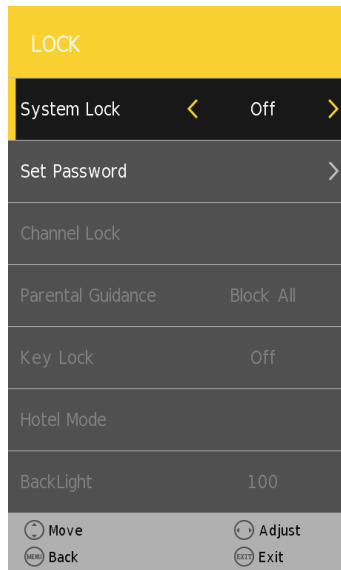 LOCK
System Lock < Off >
Set Password >
Channel Lock
Parental Guidance Block All
Key Lock Off
Hotel Mode
BackLight 100
Move Adjust
MENU Back EXIT Exit